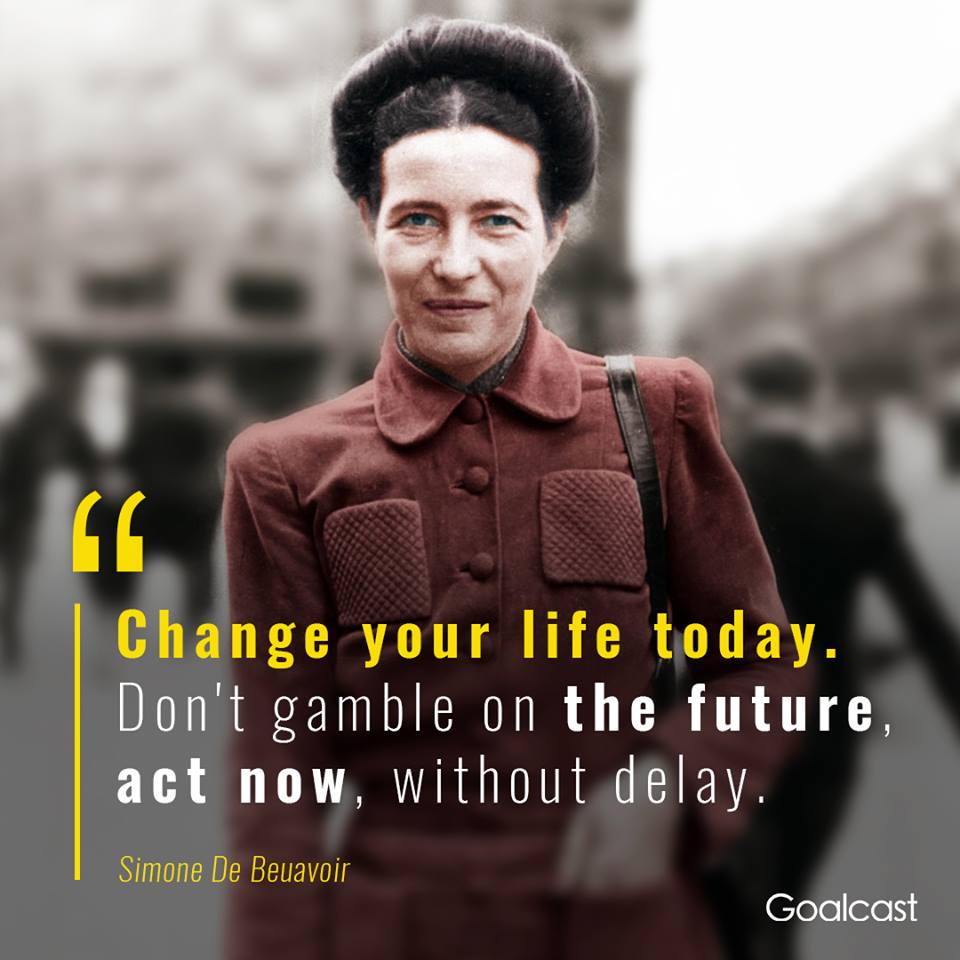 “
Change your life today.
Don't gamble on the future,
act now, without delay.
Simone De Beuavoir
Goalcast